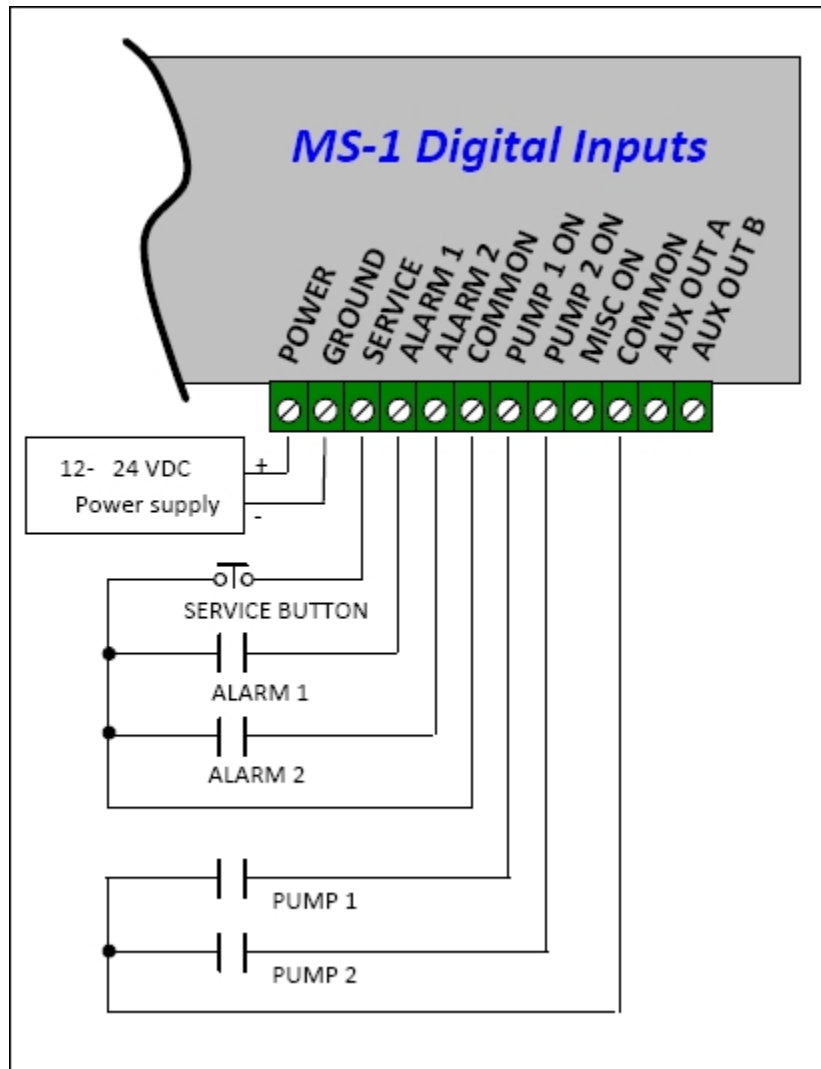 MS-1 Digital Inputs
POWER
GROUND
SERVICE
ALARM 1
ALARM 2
COMMON
PUMP 1 ON
PUMP 2 ON
MISC ON
COMMON
AUX OUT A
AUX OUT B
12- 24 VDC
Power supply
+
-
SERVICE BUTTON
ALARM 1
ALARM 2
PUMP 1
PUMP 2